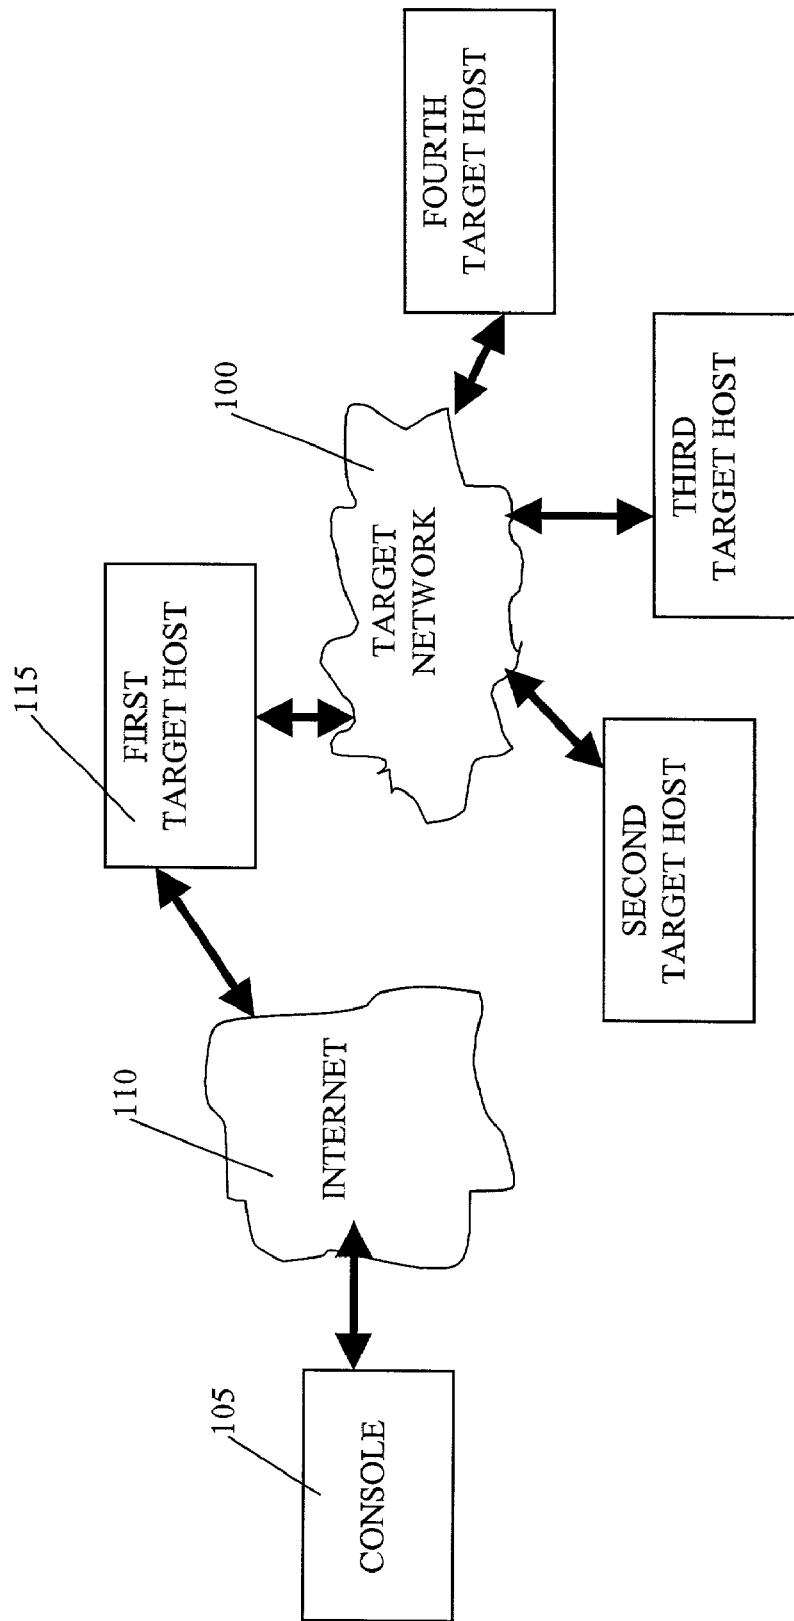 105
CONSOLE
110
INTERNET
115
FIRST
TARGET HOST
100
TARGET
NETWORK
SECOND
TARGET HOST
THIRD
TARGET HOST
FOURTH
TARGET HOST